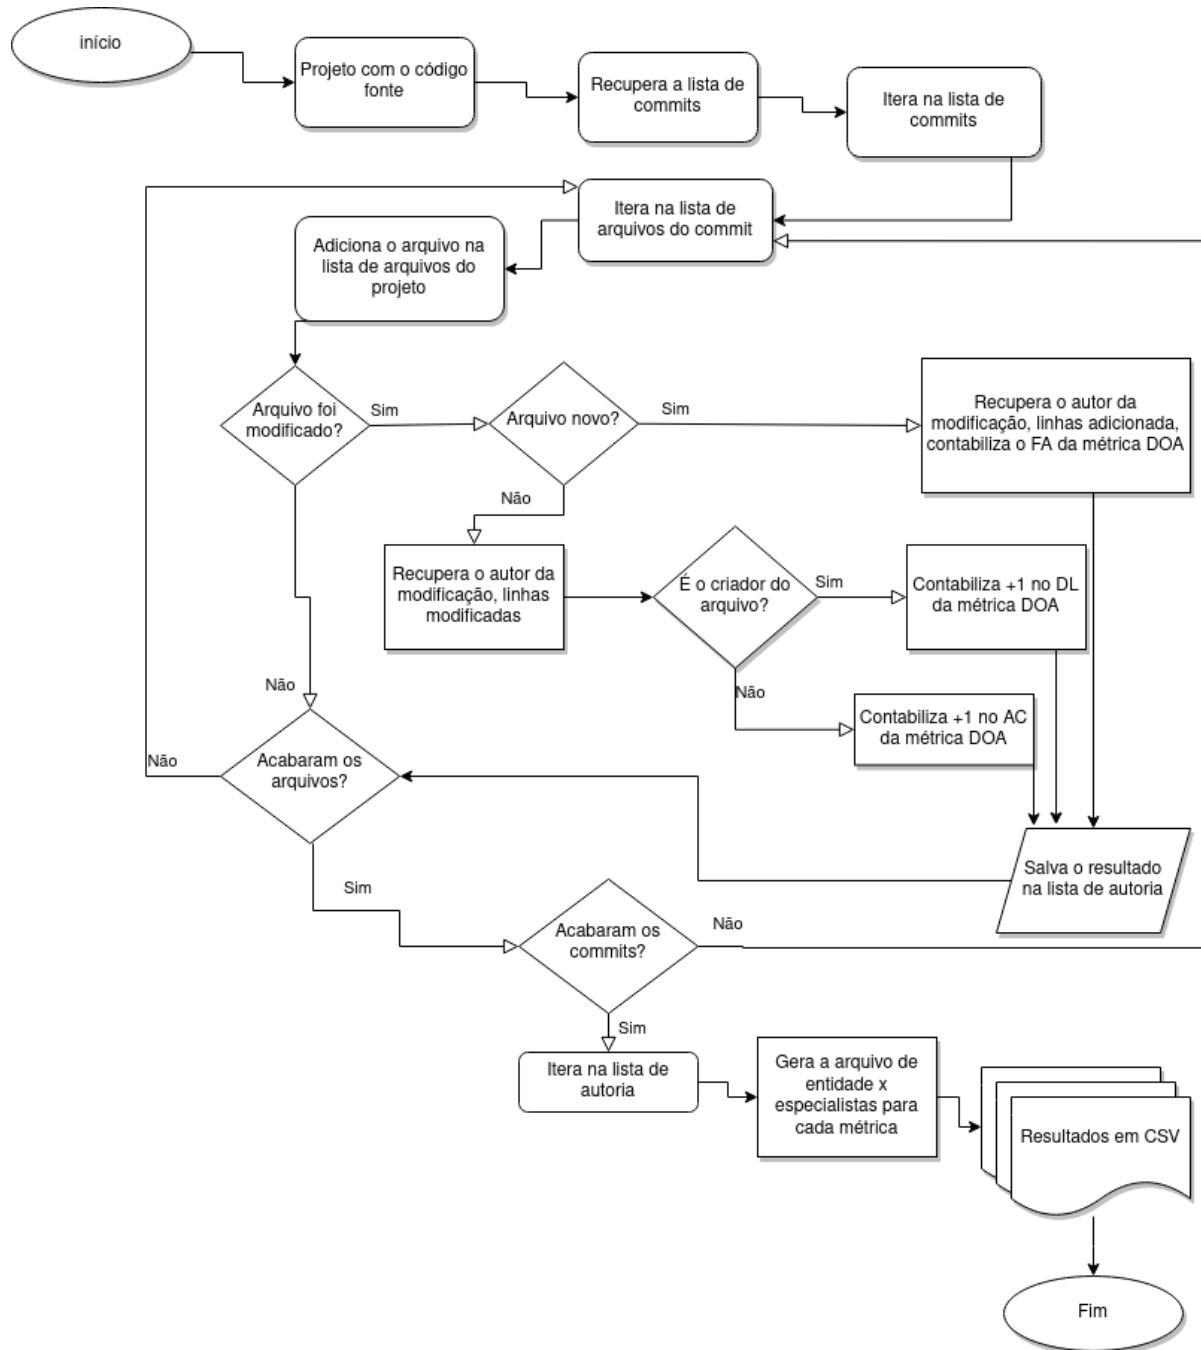 início
Projeto com o código
fonte
Recupera a lista de
commits
Itera na lista de
commits
Itera na lista de
arquivos do commit
Adiciona o arquivo na
lista de arquivos do
projeto
Arquivo foi
modificado?
Sim
Arquivo novo?
Sim
Recupera o autor da
modificação, linhas adicionada,
contabiliza o FA da métrica DOA
Não
Recupera o autor da
modificação, linhas
modificadas
É o criador do
arquivo?
Sim
Contabiliza +1 no DL
da métrica DOA
Não
Não
Contabiliza +1 no AC
da métrica DOA
Acabaram os
arquivos?
Não
Salva o resultado
na lista de autoria
Sim
Acabaram os
commits?
Não
Sim
Itera na lista de
autoria
Gera a arquivo de
entidade x
especialistas para
cada métrica
Resultados em CSV
Fim